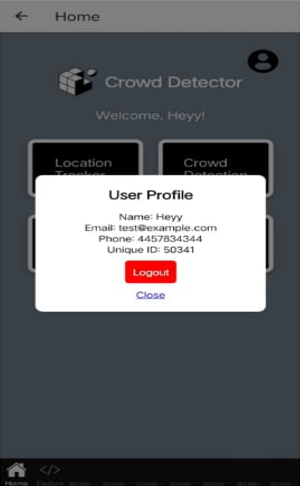 Home
Crowd Detector
Welcome, Heyy!
Location
Tracker
Crowd
Detection
User Profile
Name: Heyy
Email: test@example.com
Phone: 4457834344
Unique ID: 50341
Logout
Close
</> 
Home